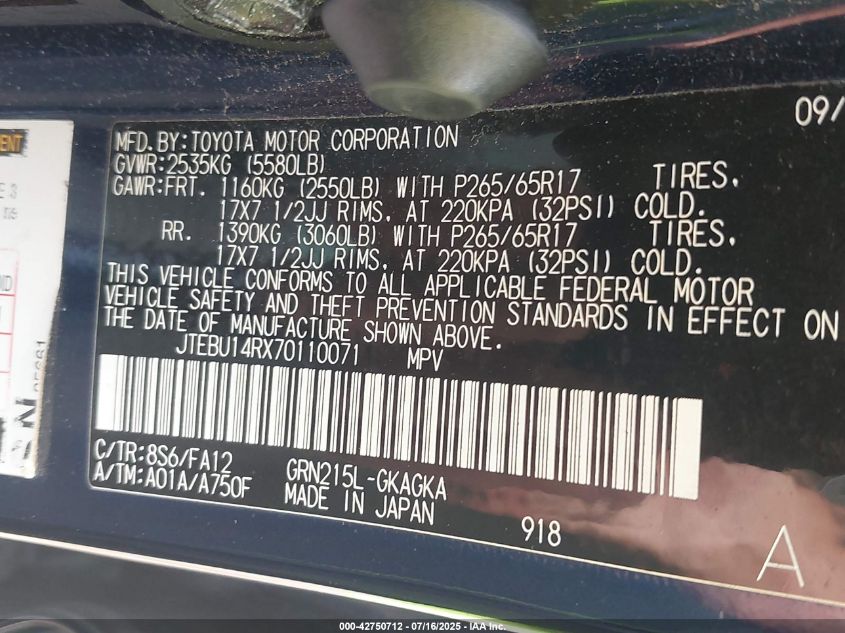 09/
MFD.BY:TOYOTA MOTOR CORPORATION
GVWR:2535KG (5580LB)
GAWR:FRT. 1160KG (2550LB) WITH P265/65R17 TIRES,
17X7 1/2JJ RIMS, AT 220KPA (32PSI) COLD.
RR. 1390KG (3060LB) WITH P265/65R17 TIRES,
17X7 1/2JJ RIMS, AT 220KPA (32PSI) COLD.
THIS VEHICLE CONFORMS TO ALL APPLICABLE FEDERAL MOTOR
VEHICLE SAFETY AND THEFT PREVENTION STANDARDS IN EFFECT ON
THE DATE OF MANUFACTURE SHOWN ABOVE.
JTEBU14RX70110071 MPV
C/TR:8S6/FA12
A/TM:A01A/A750F
GRN215L-GKAGKA
MADE IN JAPAN
918
A
000-42750712 - 07/16/2025 - IAA Inc.